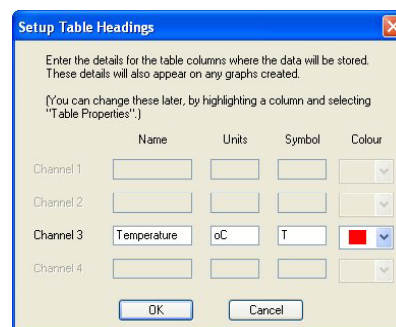 Setup Table Headings
Enter the details for the table columns where the data will be
stored.
These details will also appear on any graphs created.
(You can change these later, by highlighting a column and selecting
"Table Properties".)
Name Units Symbol Colour
Channel 1
Channel 2
Channel 3 Temperature oC T
Channel 4
OK Cancel